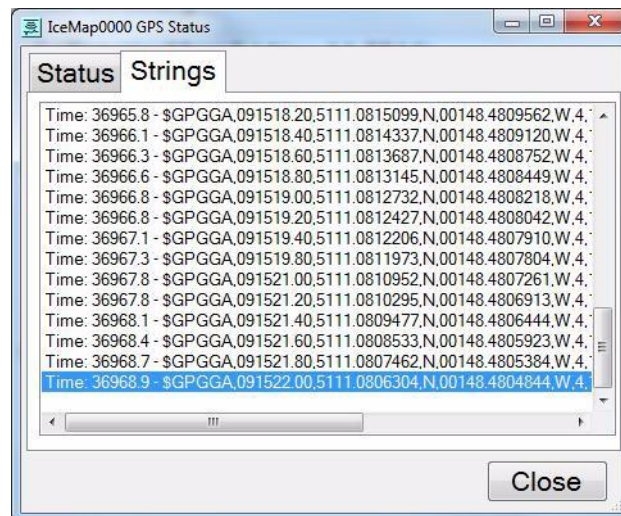 IceMap0000 GPS Status
Status Strings
Time: 36965.8 - $GPGGA,091518.20,5111.0815099,N,00148.4809562,W,4,
Time: 36966.1 - $GPGGA,091518.40,5111.0814337,N,00148.4809120,W,4,
Time: 36966.3 - $GPGGA,091518.60,5111.0813687,N,00148.4808752,W,4,
Time: 36966.6 - $GPGGA,091518.80,5111.0813145,N,00148.4808449,W,4,
Time: 36966.8 - $GPGGA,091519.00,5111.0812732,N,00148.4808218,W,4,
Time: 36966.8 - $GPGGA,091519.20,5111.0812427,N,00148.4808042,W,4,
Time: 36967.1 - $GPGGA,091519.40,5111.0812206,N,00148.4807910,W,4,
Time: 36967.3 - $GPGGA,091519.80,5111.0811973,N,00148.4807804,W,4,
Time: 36967.8 - $GPGGA,091521.00,5111.0810952,N,00148.4807261,W,4,
Time: 36967.8 - $GPGGA,091521.20,5111.0810295,N,00148.4806913,W,4,
Time: 36968.1 - $GPGGA,091521.40,5111.0809477,N,00148.4806444,W,4,
Time: 36968.4 - $GPGGA,091521.60,5111.0808533,N,00148.4805923,W,4,
Time: 36968.7 - $GPGGA,091521.80,5111.0807462,N,00148.4805384,W,4,
Time: 36968.9 - $GPGGA,091522.00,5111.0806304,N,00148.4804844,W,4,
Close